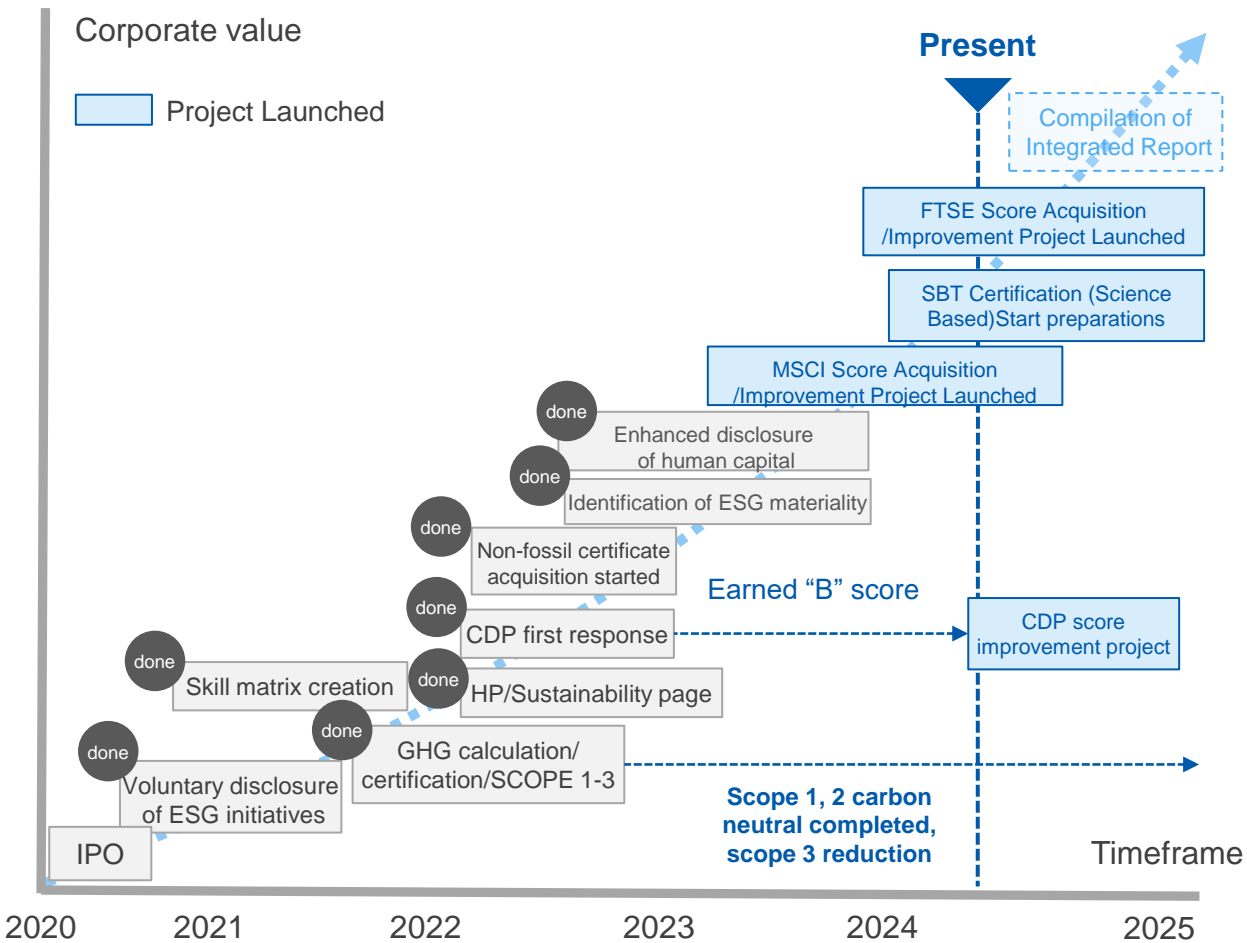 Corporate value
Project Launched
Present
Compilation of
Integrated Report
FTSE Score Acquisition
/Improvement Project Launched
SBT Certification (Science
Based)Start preparations
MSCI Score Acquisition
/Improvement Project Launched
done
Enhanced disclosure
of human capital
done
Identification of ESG materiality
done
Non-fossil certificate
acquisition started
done
CDP first response
Earned “B” score
CDP score
improvement project
done
Skill matrix creation
done
HP/Sustainability page
done
GHG calculation/
certification/SCOPE 1-3
done
Voluntary disclosure
of ESG initiatives
Scope 1, 2 carbon
neutral completed,
scope 3 reduction
IPO
Timeframe
2020
2021
2022
2023
2024
2025